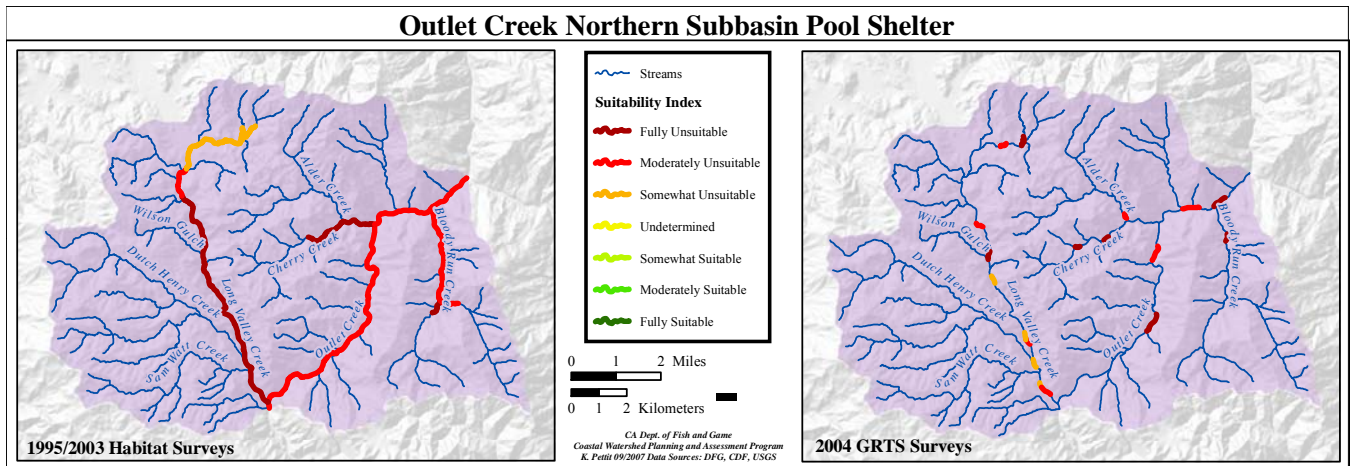 Outlet Creek Northern Subbasin Pool Shelter
Alder Creek
Wilson Gulch
Bloody Run Creek
Cherry Creek
Dutch Henry Creek
Long Valley Creek
Outlet Creek
Sam Watt Creek
1995/2003 Habitat Surveys
Streams
Suitability Index
Fully Unsuitable
Moderately Unsuitable
Somewhat Unsuitable
Undetermined
Somewhat Suitable
Moderately Suitable
Fully Suitable
0 1 2 Miles
0 1 2 Kilometers
CA Dept. of Fish and Game
Coastal Watershed Planning and Assessment Program
K. Pettit 09/2007 Data Sources: DFG, CDF, USGS
Alder Creek
Wilson Gulch
Bloody Run Creek
Cherry Creek
Dutch Henry Creek
Long Valley Creek
Outlet Creek
Sam Watt Creek
2004 GRTS Surveys